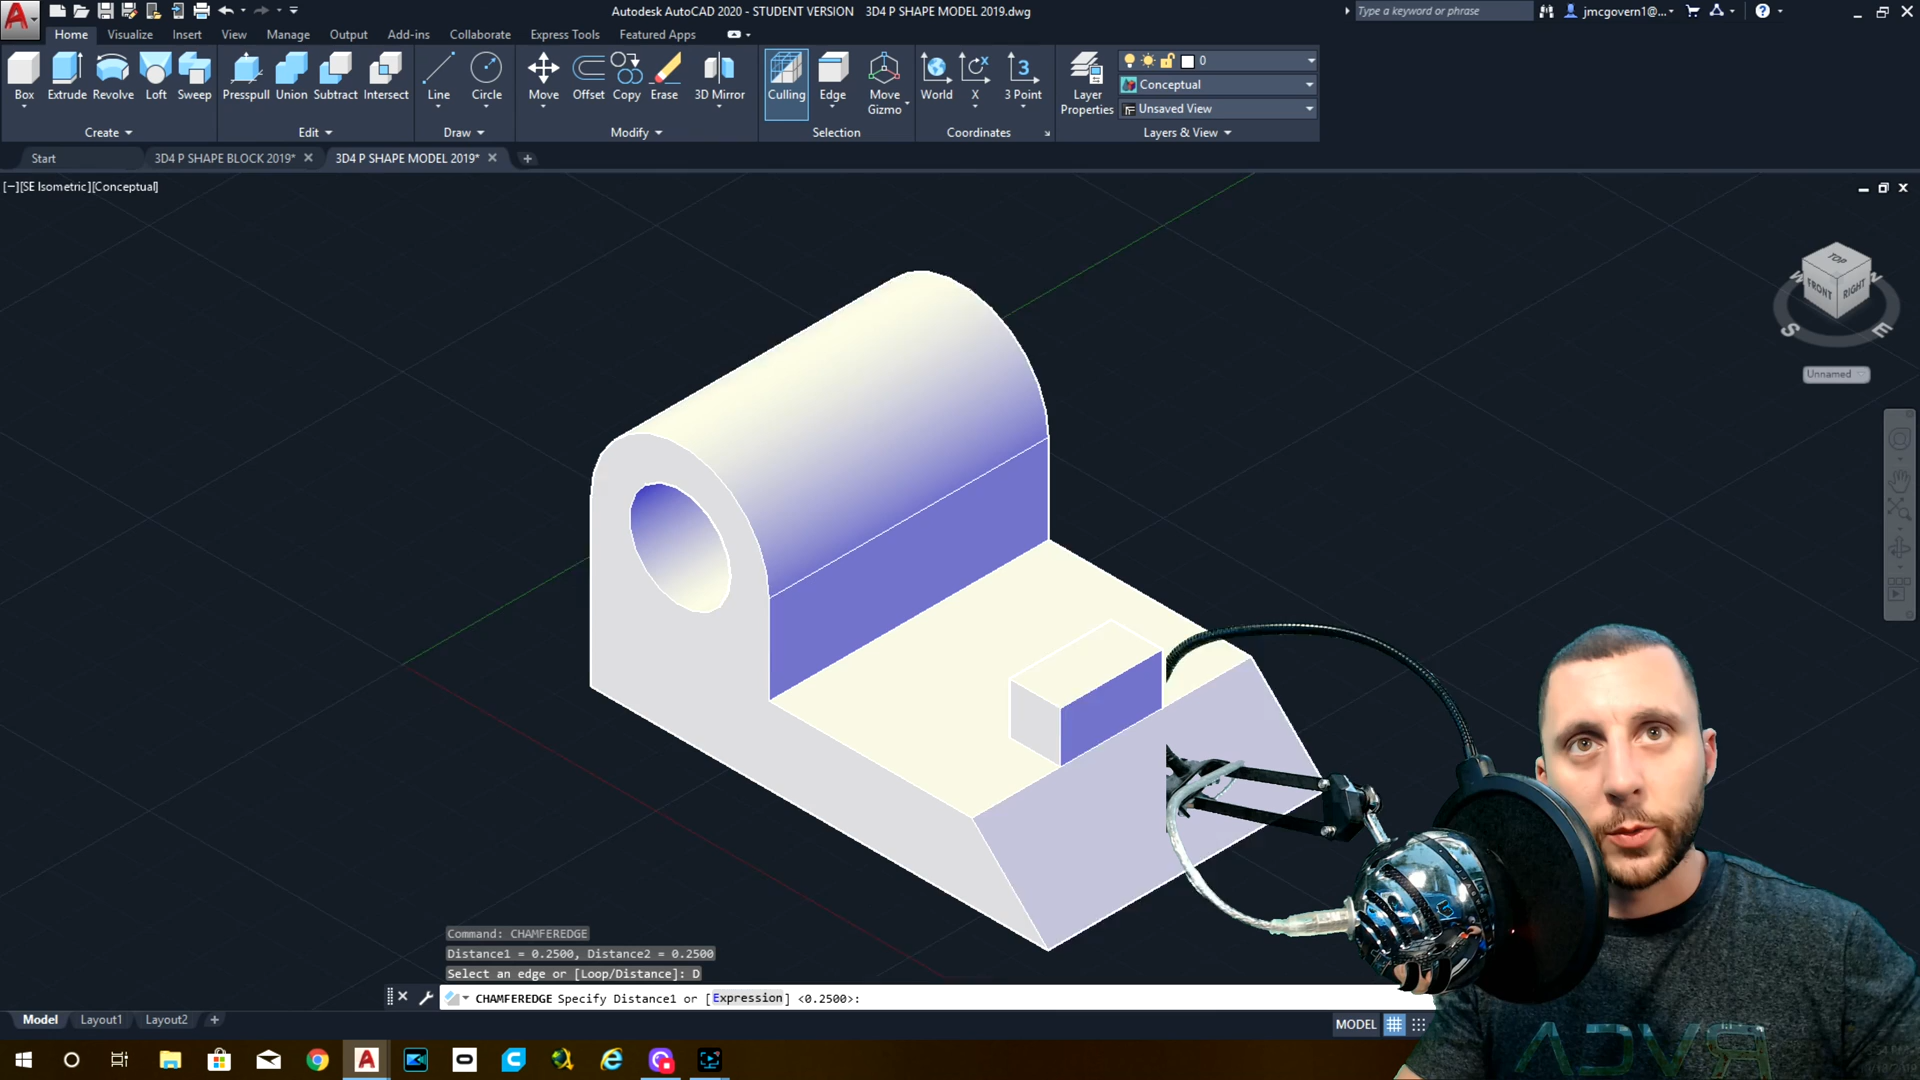 Autodesk AutoCAD 2020 - STUDENT VERSION 3D4 P SHAPE MODEL 2019.dwg
Type a keyword or phrase
jmcgovern1@...
Home Visualize Insert View Manage Output Add-ins Collaborate Express Tools Featured Apps
Box Extrude Revolve Loft Sweep Presspull Union Subtract Intersect Line Circle Move Offset Copy Erase 3D Mirror Culling Edge Move Gizmo World X 3 Point Layer Properties
0
Conceptual
Unsaved View
Create Edit Draw Modify Selection Coordinates Layers & View
Start 3D4 P SHAPE BLOCK 2019* 3D4 P SHAPE MODEL 2019*
[−][SE Isometric][Conceptual]
TOP
W N
FRONT RIGHT
S E
Unnamed
Command: CHAMFEREDGE
Distance1 = 0.2500, Distance2 = 0.2500
Select an edge or [Loop/Distance]: D
CHAMFEREDGE Specify Distance1 or [Expression] <0.2500>:
Model Layout1 Layout2 +
MODEL